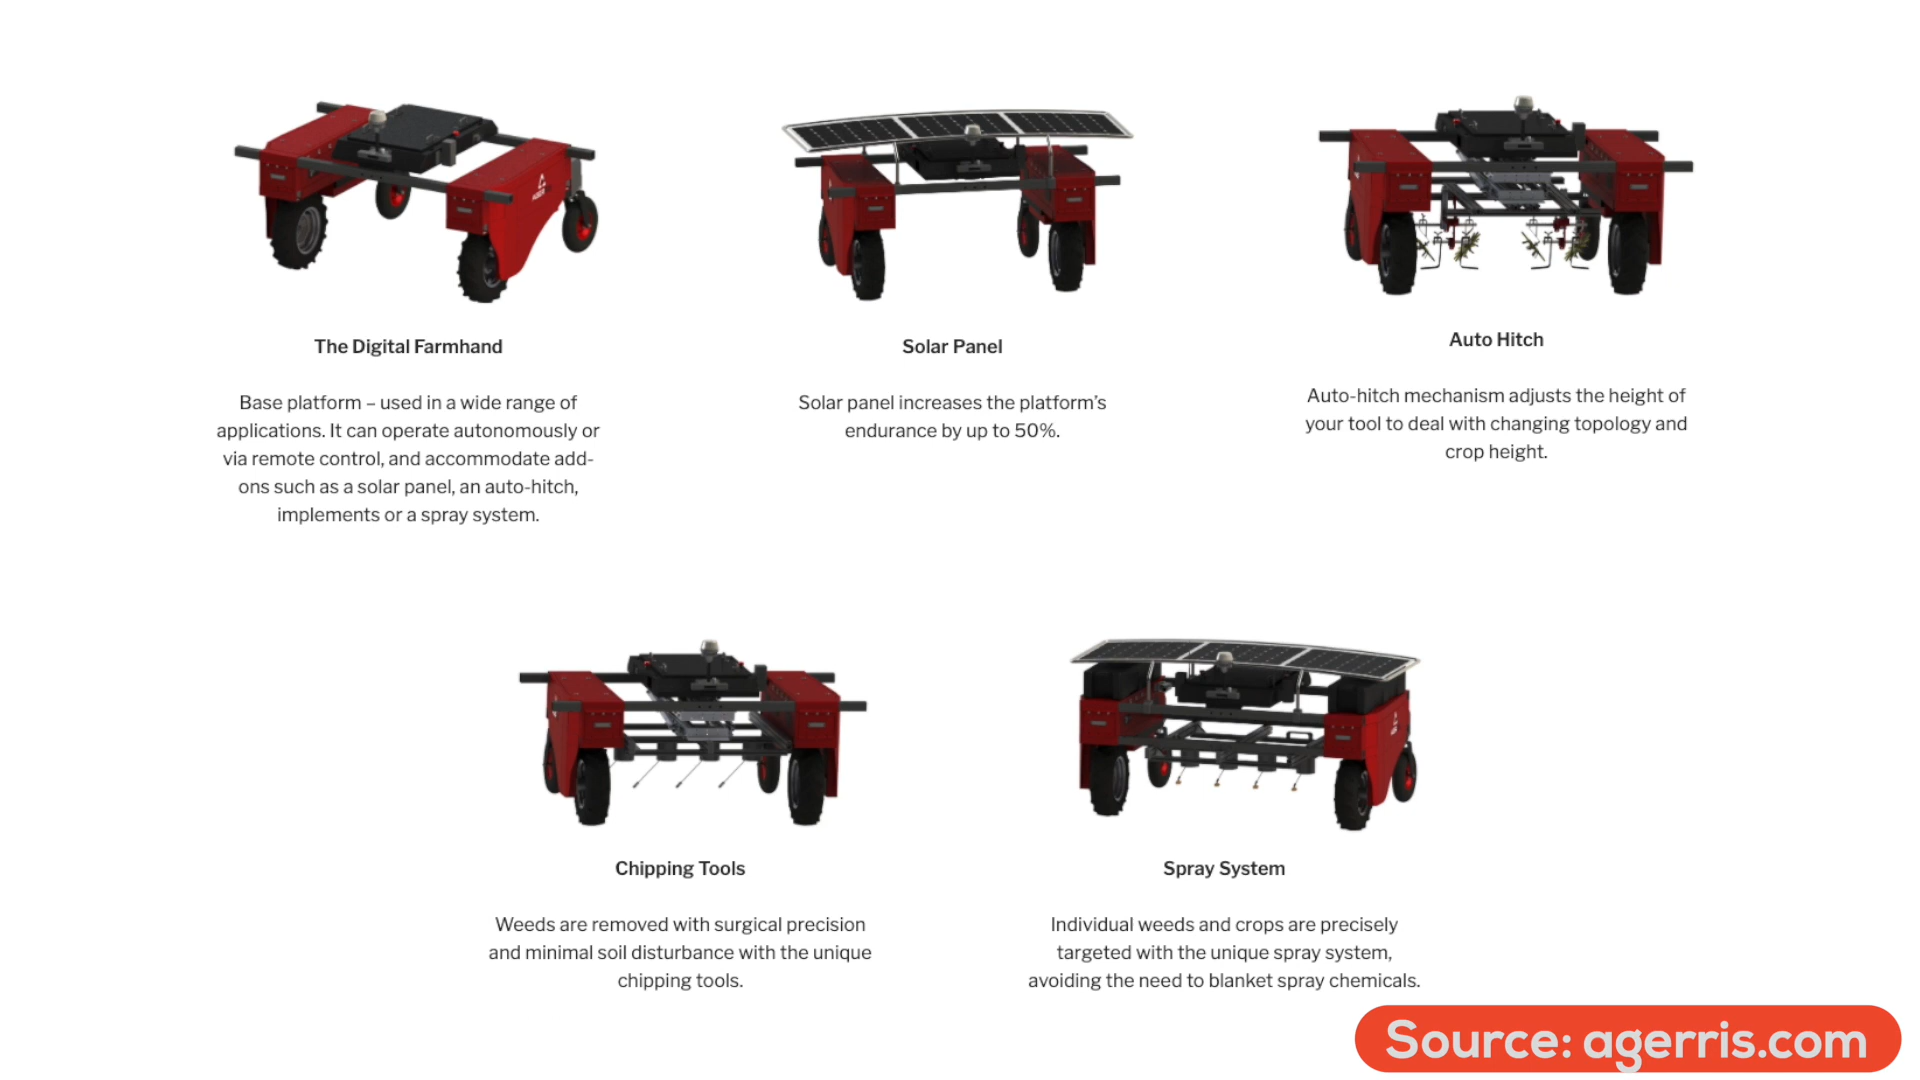 The Digital Farmhand
Base platform – used in a wide range of
applications. It can operate autonomously or
via remote control, and accommodate add-
ons such as a solar panel, an auto-hitch,
implements or a spray system.
Solar Panel
Solar panel increases the platform's
endurance by up to 50%.
Auto Hitch
Auto-hitch mechanism adjusts the height of
your tool to deal with changing topology and
crop height.
Chipping Tools
Weeds are removed with surgical precision
and minimal soil disturbance with the unique
chipping tools.
Spray System
Individual weeds and crops are precisely
targeted with the unique spray system,
avoiding the need to blanket spray chemicals.
Source: agerris.com